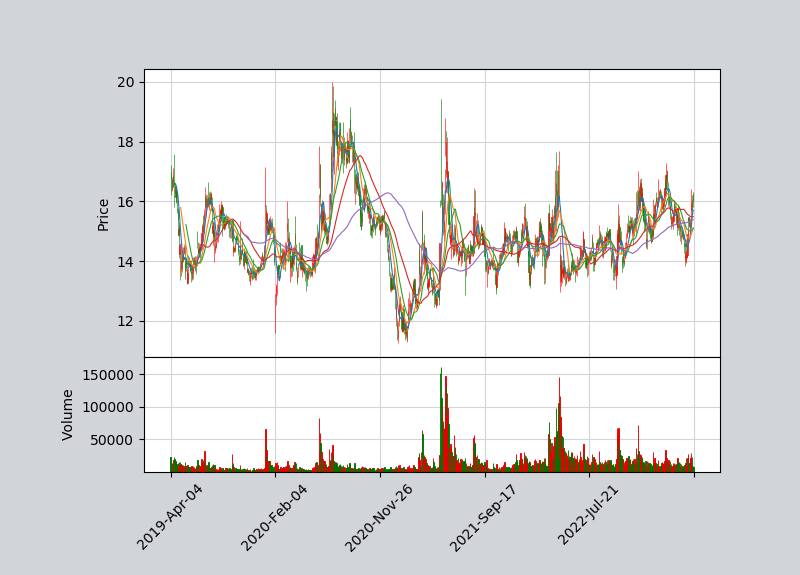 20
18
16
14
12
Price
150000
100000
50000
Volume
2019-Apr-04
2020-Feb-04
2020-Nov-26
2021-Sep-17
2022-Jul-21